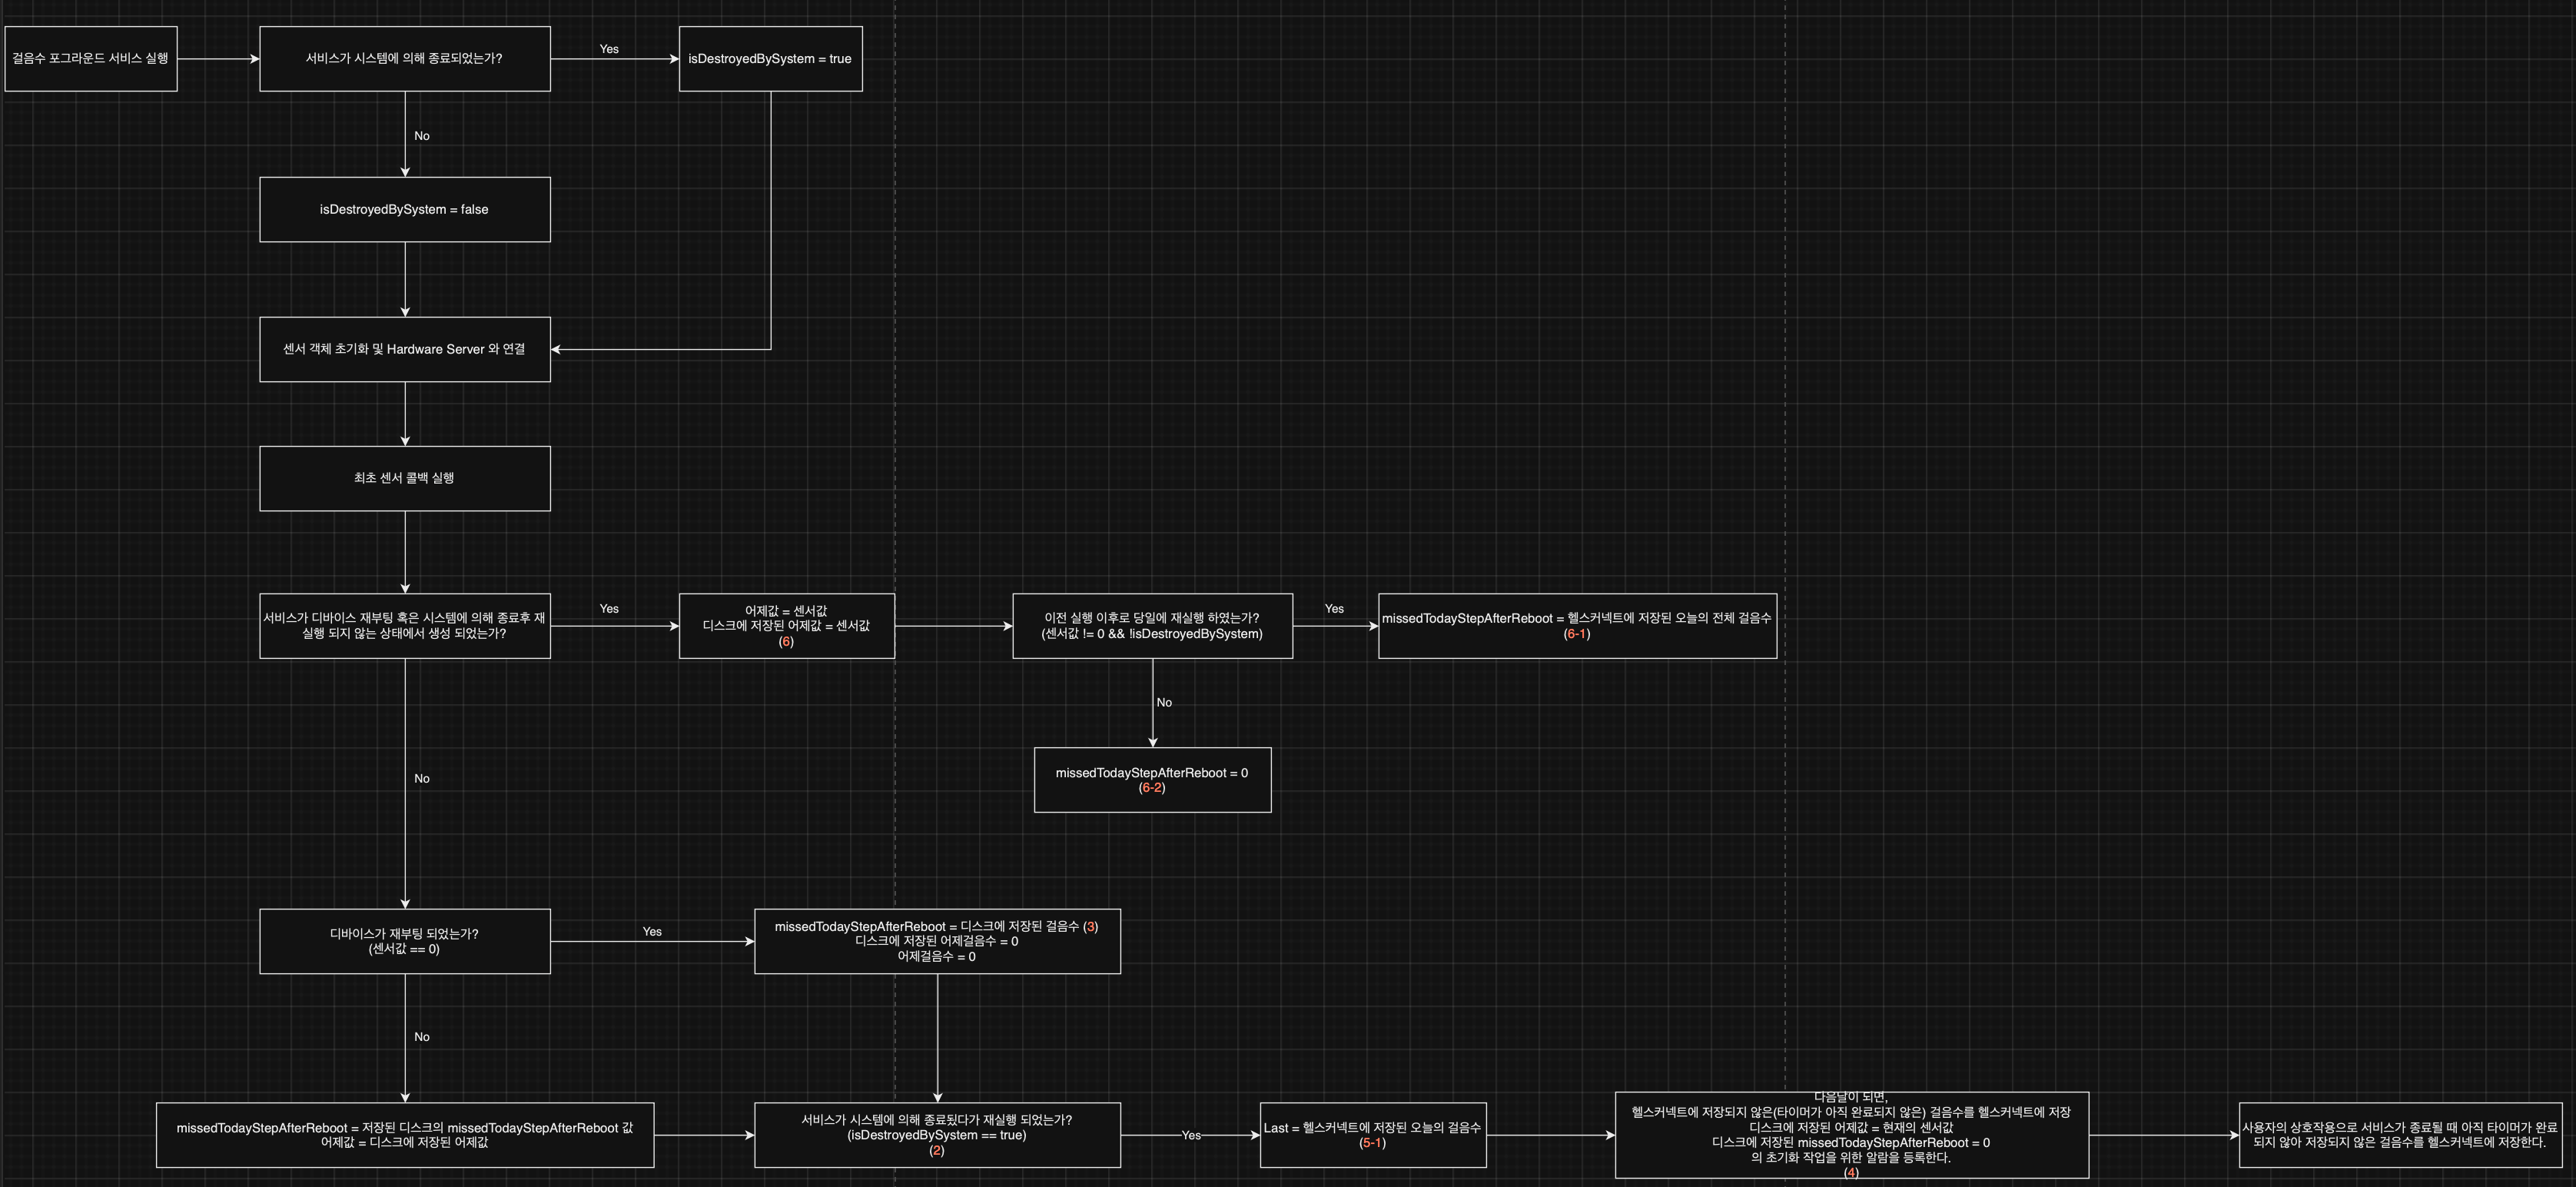 걸음수 포그라운드 서비스 실행
서비스가 시스템에 의해 종료되었는가?
Yes
isDestroyedBySystem = true
No
isDestroyedBySystem = false
센서 객체 초기화 및 Hardware Server 와 연결
최초 센서 콜백 실행
서비스가 디바이스 재부팅 혹은 시스템에 의해 종료후 재
실행 되지 않는 상태에서 생성 되었는가?
Yes
어제값 = 센서값
디스크에 저장된 어제값 = 센서값
(6)
이전 실행 이후로 당일에 재실행 하였는가?
(센서값 != 0 && !isDestroyedBySystem)
Yes
missedTodayStepAfterReboot = 헬스커넥트에 저장된 오늘의 전체 걸음수
(6-1)
No
missedTodayStepAfterReboot = 0
(6-2)
No
디바이스가 재부팅 되었는가?
(센서값 == 0)
Yes
missedTodayStepAfterReboot = 디스크에 저장된 걸음수 (3)
디스크에 저장된 어제걸음수 = 0
어제걸음수 = 0
No
missedTodayStepAfterReboot = 저장된 디스크의 missedTodayStepAfterReboot 값
어제값 = 디스크에 저장된 어제값
서비스가 시스템에 의해 종료됬다가 재실행 되었는가?
(isDestroyedBySystem == true)
(2)
Yes
Last = 헬스커넥트에 저장된 오늘의 걸음수
(5-1)
다음날이 되면,
헬스커넥트에 저장되지 않은(타이머가 아직 완료되지 않은) 걸음수를 헬스커넥트에 저장
디스크에 저장된 어제값 = 현재의 센서값
디스크에 저장된 missedTodayStepAfterReboot = 0
의 초기화 작업을 위한 알람을 등록한다.
(4)
사용자의 상호작용으로 서비스가 종료될 때 아직 타이머가 완료
되지 않아 저장되지 않은 걸음수를 헬스커넥트에 저장한다.